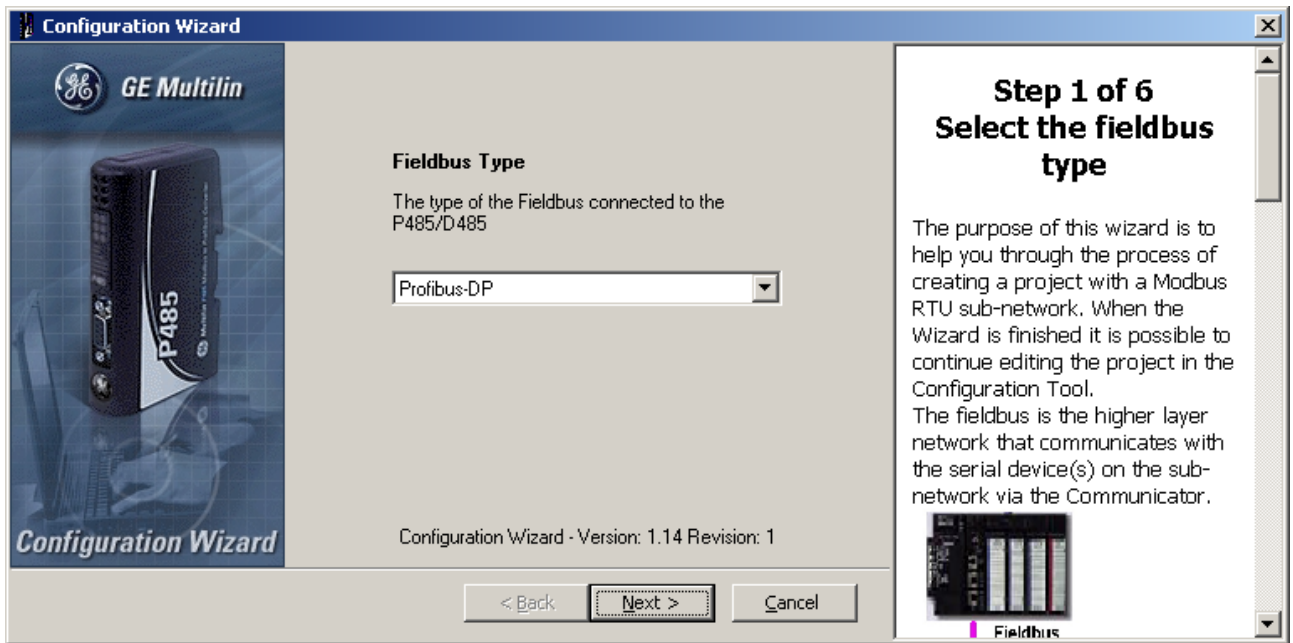 Configuration Wizard
GE Multilin
P485
Configuration Wizard
Fieldbus Type
The type of the Fieldbus connected to the
P485/D485
Profibus-DP
Configuration Wizard - Version: 1.14 Revision: 1
< Back
Next >
Cancel
Step 1 of 6
Select the fieldbus
type
The purpose of this wizard is to
help you through the process of
creating a project with a Modbus
RTU sub-network. When the
Wizard is finished it is possible to
continue editing the project in the
Configuration Tool.
The fieldbus is the higher layer
network that communicates with
the serial device(s) on the sub-
network via the Communicator.
Fieldbus